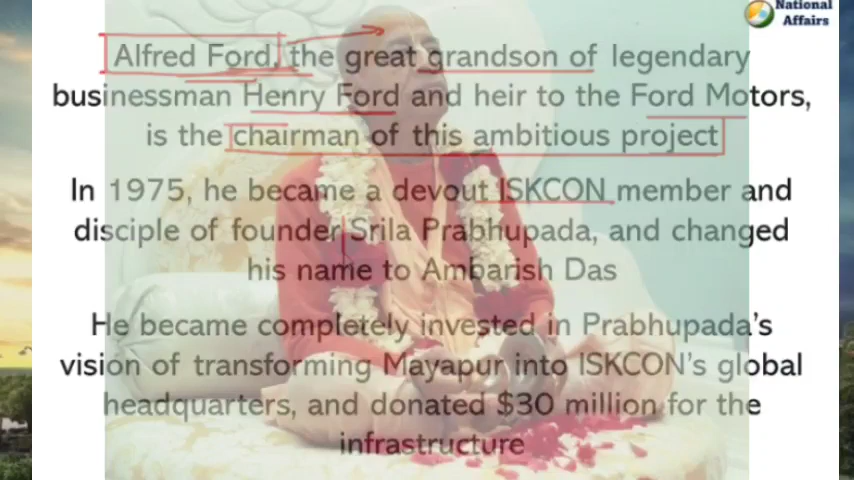 National
Affairs
Alfred Ford, the great grandson of legendary
businessman Henry Ford and heir to the Ford Motors,
is the chairman of this ambitious project
In 1975, he became a devout ISKCON member and
disciple of founder Srila Prabhupada, and changed
his name to Ambarish Das
He became completely invested in Prabhupada's
vision of transforming Mayapur into ISKCON's global
headquarters, and donated $30 million for the
infrastructure